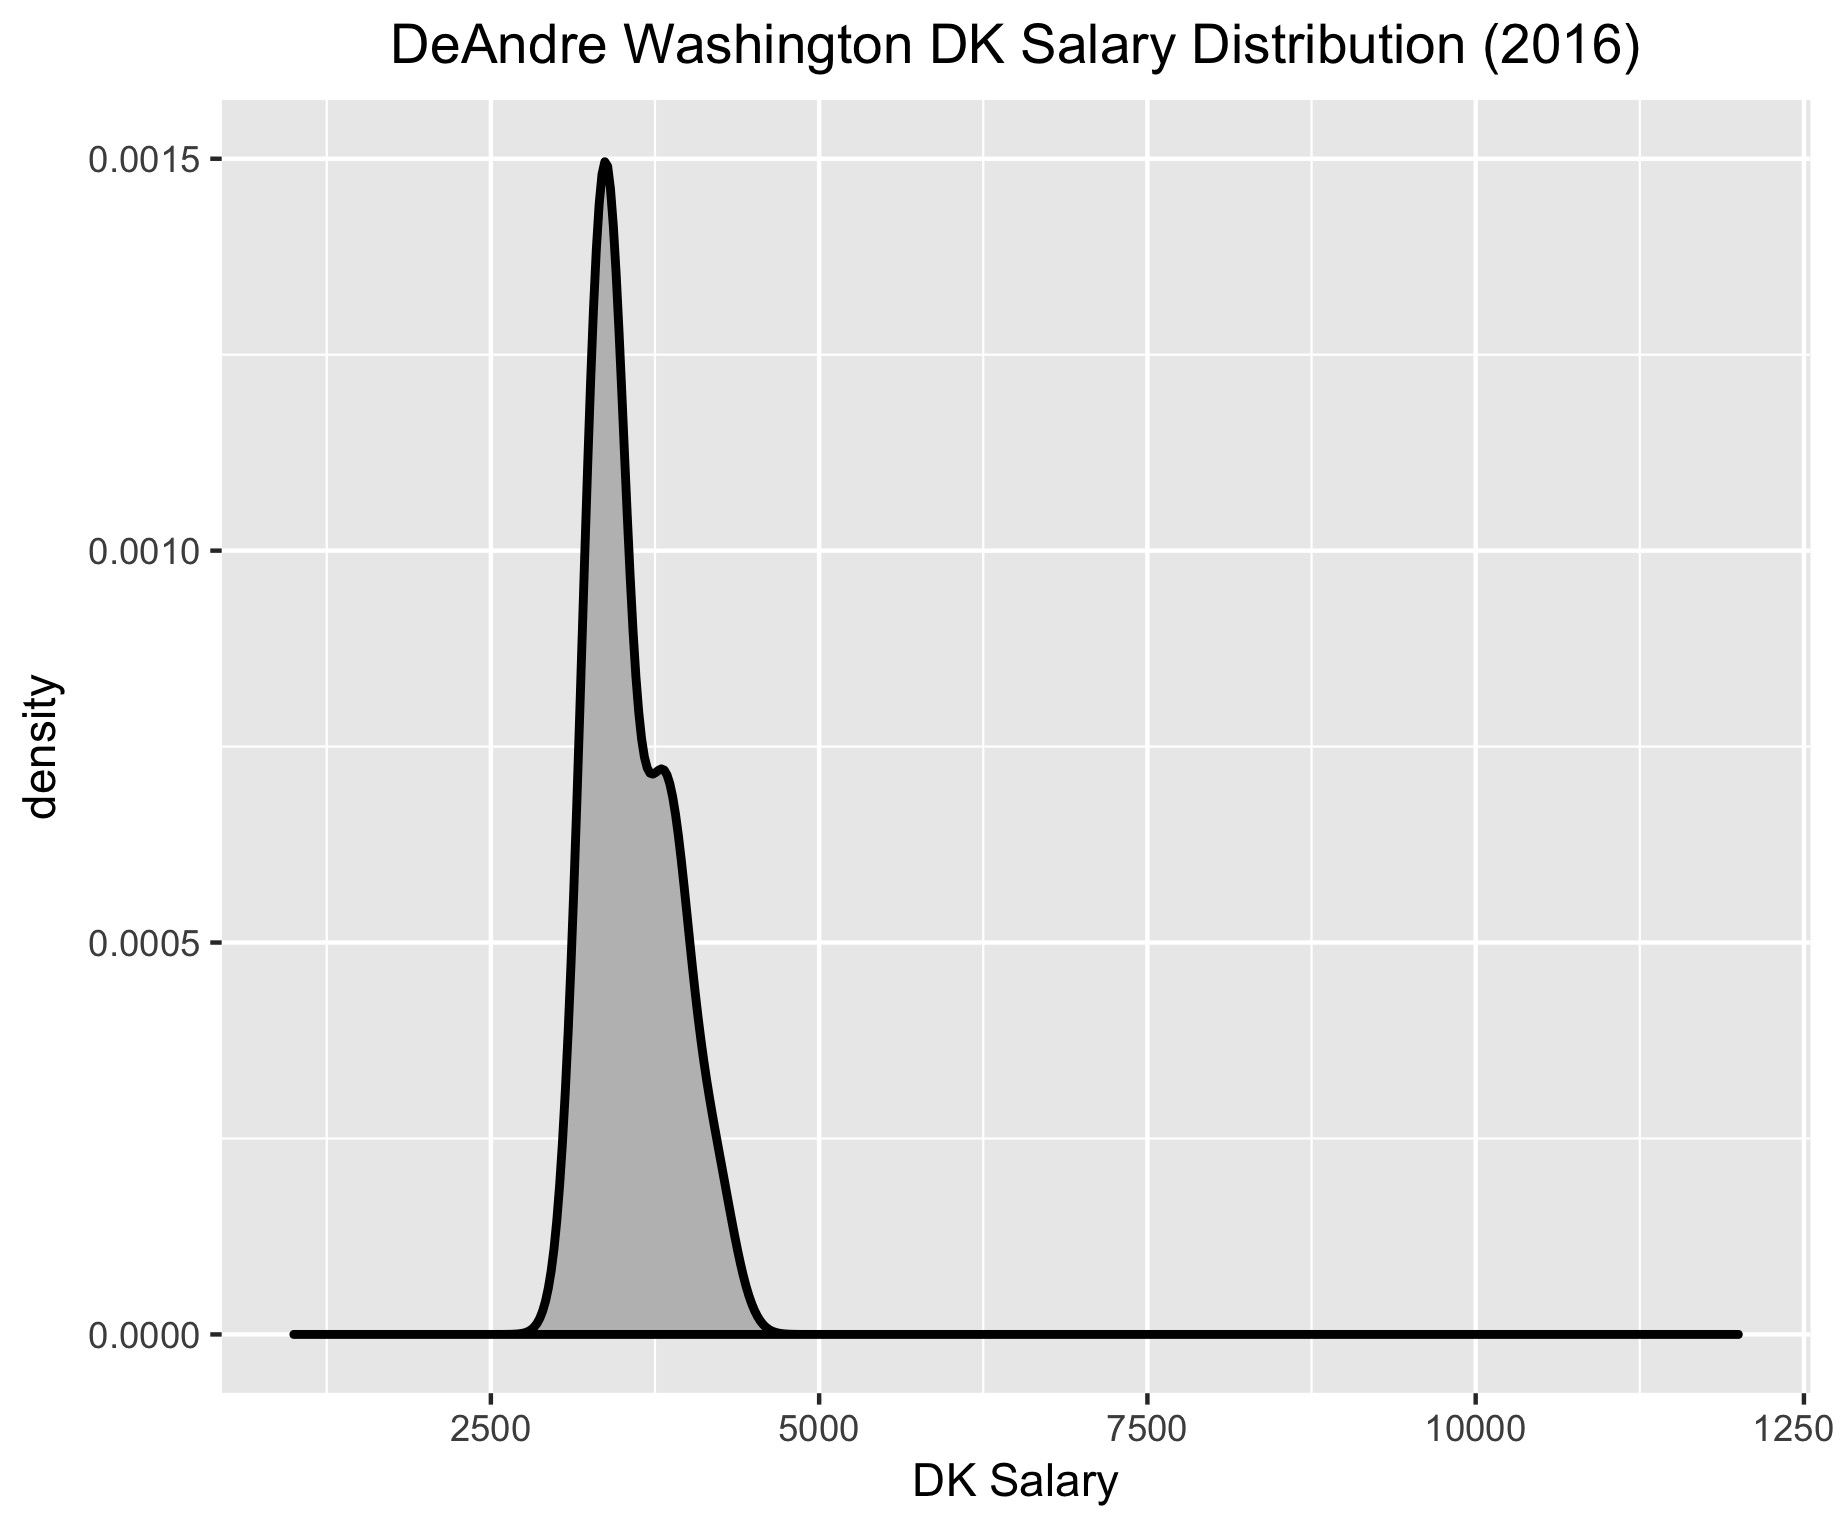 DeAndre Washington DK Salary Distribution (2016)
0.0015
0.0010
0.0005
0.0000
density
2500 5000 7500 10000 1250
DK Salary